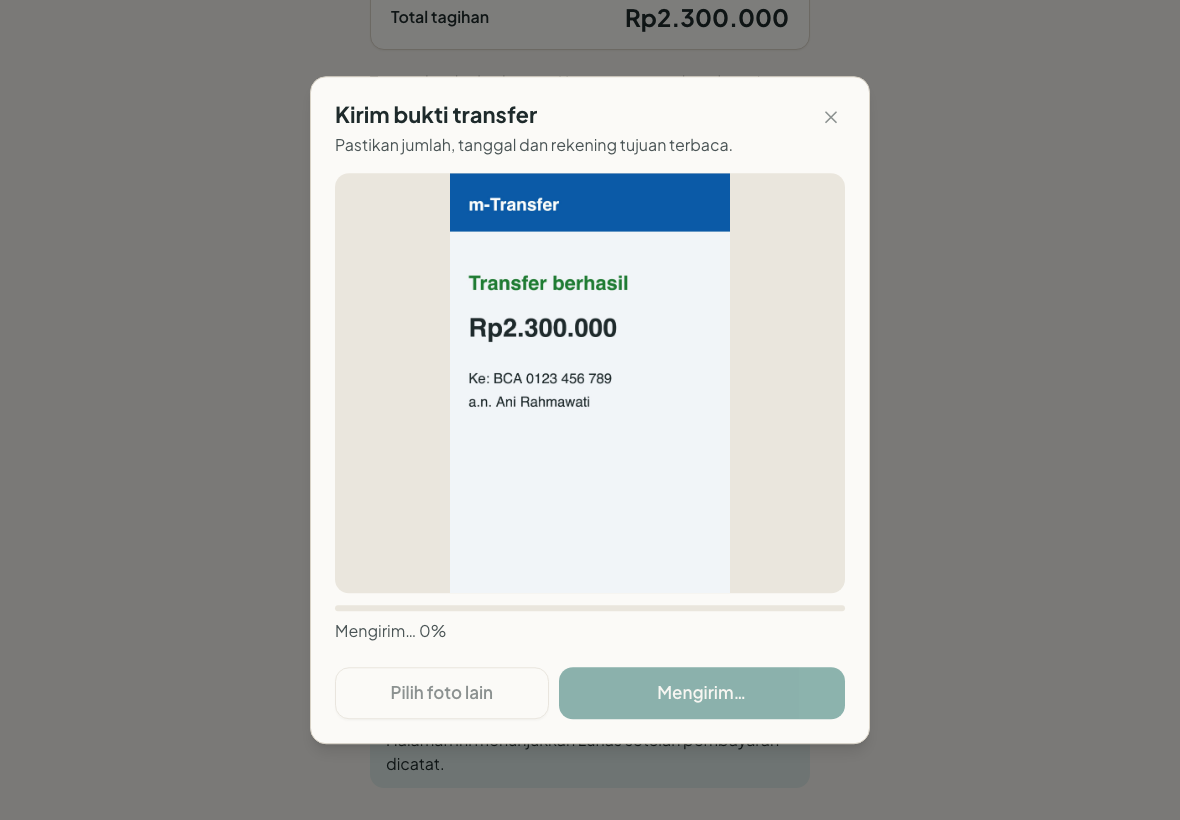 Total tagihan
Rp2.300.000
Kirim bukti transfer
Pastikan jumlah, tanggal dan rekening tujuan terbaca.
m-Transfer
Transfer berhasil
Rp2.300.000
Ke: BCA 0123 456 789
a.n. Ani Rahmawati
Mengirim... 0%
Pilih foto lain
Mengirim...
dicatat.